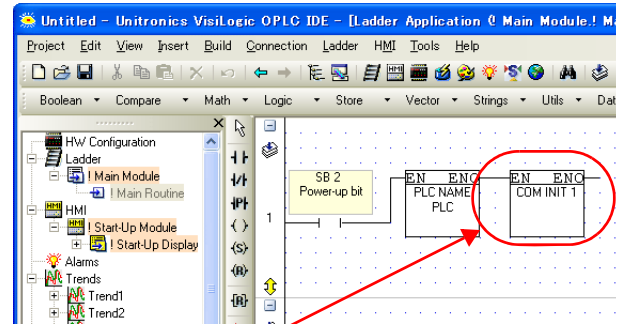 Untitled - Unitronics VisiLogic OPLC IDE - [Ladder Application @ Main Module.! Ma
Project Edit View Insert Build Connection Ladder HMI Tools Help
HMI
Boolean Compare Math Logic Store Vector Strings Utils Dat
HW Configuration
Ladder
! Main Module
! Main Routine
HMI
! Start-Up Module
! Start-Up Display
Alarms
Trends
Trend1
Trend2
1
SB 2
Power-up bit
EN ENO
PLC NAME
PLC
EN ENO
COM INIT 1